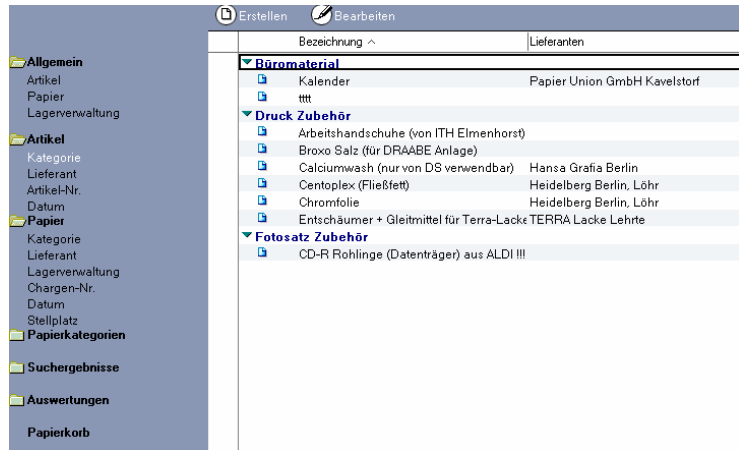 Erstellen Bearbeiten
Bezeichnung Lieferanten
Allgemein
Artikel
Papier
Lagerverwaltung
Artikel
Kategorie
Lieferant
Artikel-Nr.
Datum
Papier
Kategorie
Lieferant
Lagerverwaltung
Chargen-Nr.
Datum
Stellplatz
Papierkategorien
Suchergebnisse
Auswertungen
Papierkorb
Büromaterial
Kalender Papier Union GmbH Kavelstorf
tttt
Druck Zubehör
Arbeitshandschuhe (von ITH Elmenhorst)
Broxo Salz (für DRAABE Anlage)
Calciumwash (nur von DS verwendbar) Hansa Grafia Berlin
Centoplex (Fließfett) Heidelberg Berlin, Löhr
Chromfolie Heidelberg Berlin, Löhr
Entschäumer + Gleitmittel für Terra-Lacke TERRA Lacke Lehrte
Fotosatz Zubehör
CD-R Rohlinge (Datenträger) aus ALDI !!!